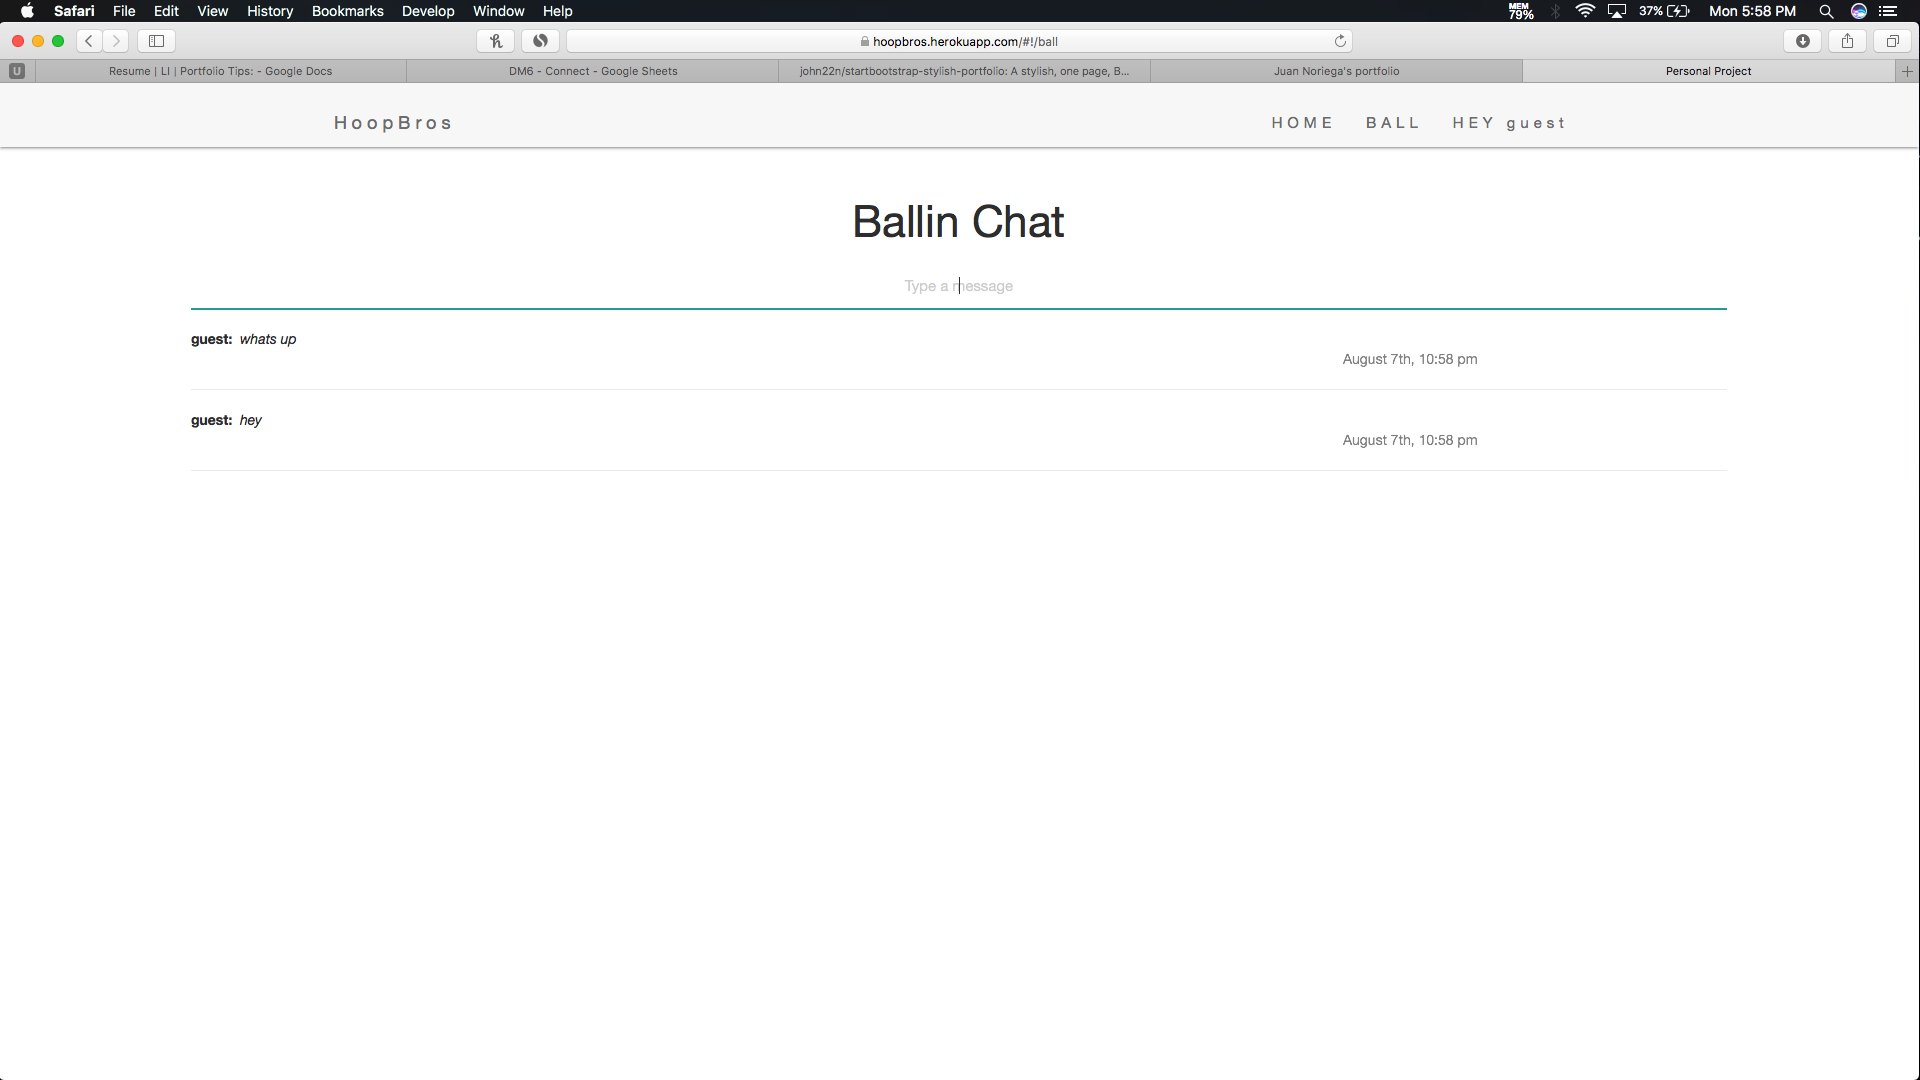 Safari File Edit View History Bookmarks Develop Window Help MEM 79% 37% Mon 5:58 PM
hoopbros.herokuapp.com/#!/ball
U Resume | LI | Portfolio Tips: - Google Docs DM6 - Connect - Google Sheets john22n/startbootstrap-stylish-portfolio: A stylish, one page, B... Juan Noriega's portfolio Personal Project
HoopBros HOME BALL HEY guest
Ballin Chat
Type a message
guest: whats up
August 7th, 10:58 pm
guest: hey
August 7th, 10:58 pm